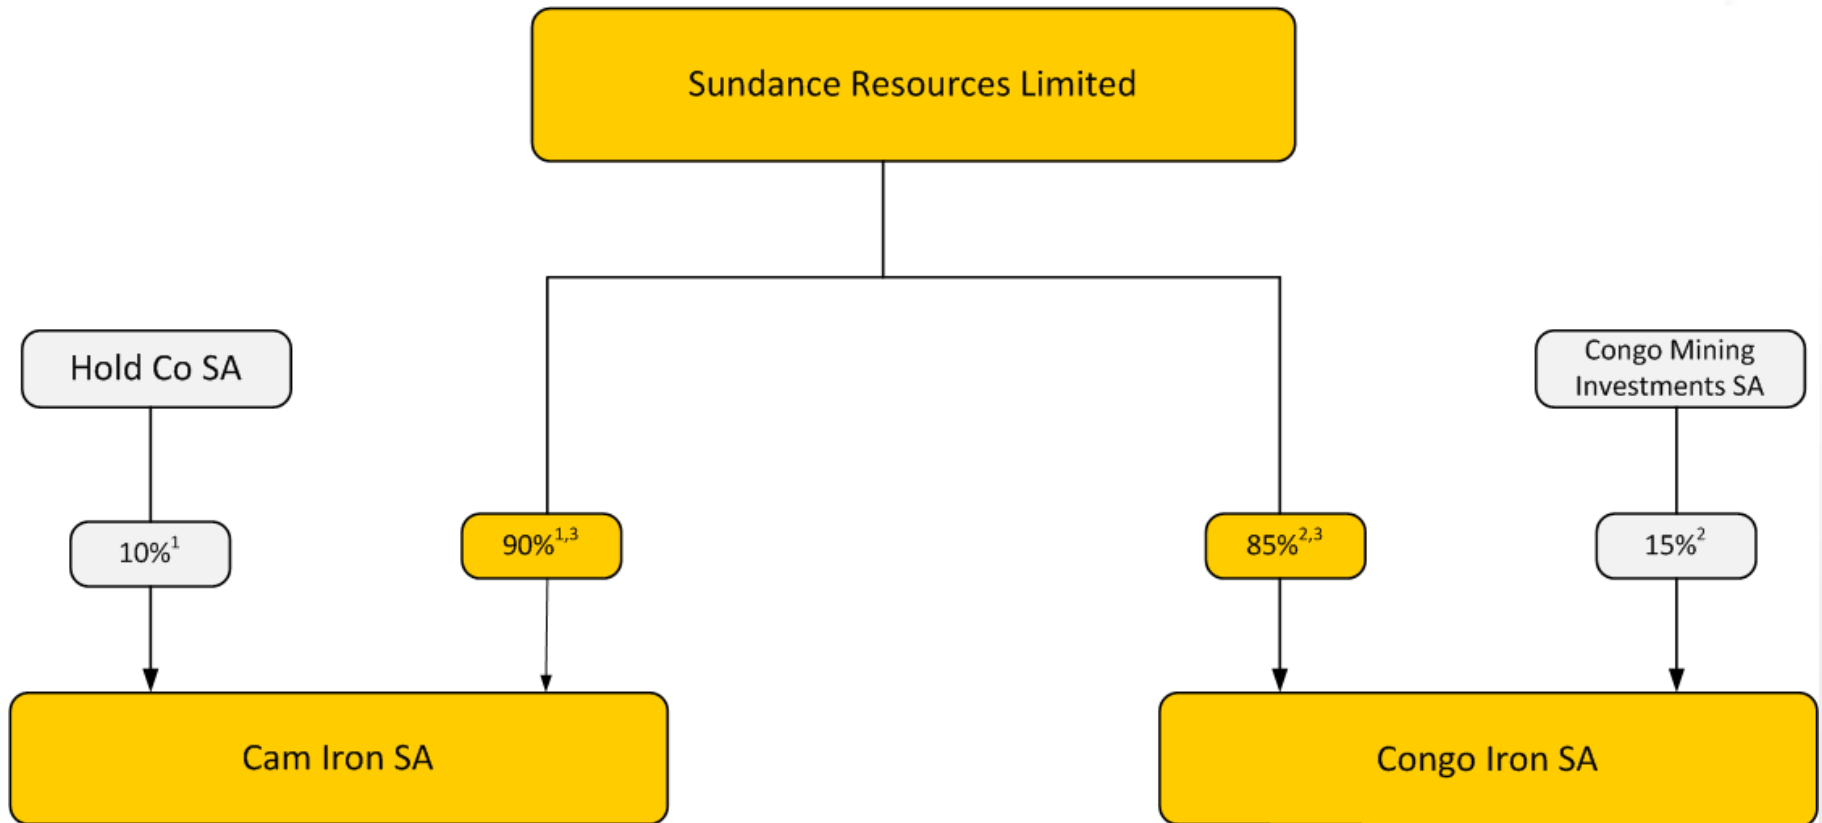 Sundance Resources Limited
Hold Co SA
Congo Mining
Investments SA
10%1
90%1,3
85%2,3
15%2
Cam Iron SA
Congo Iron SA